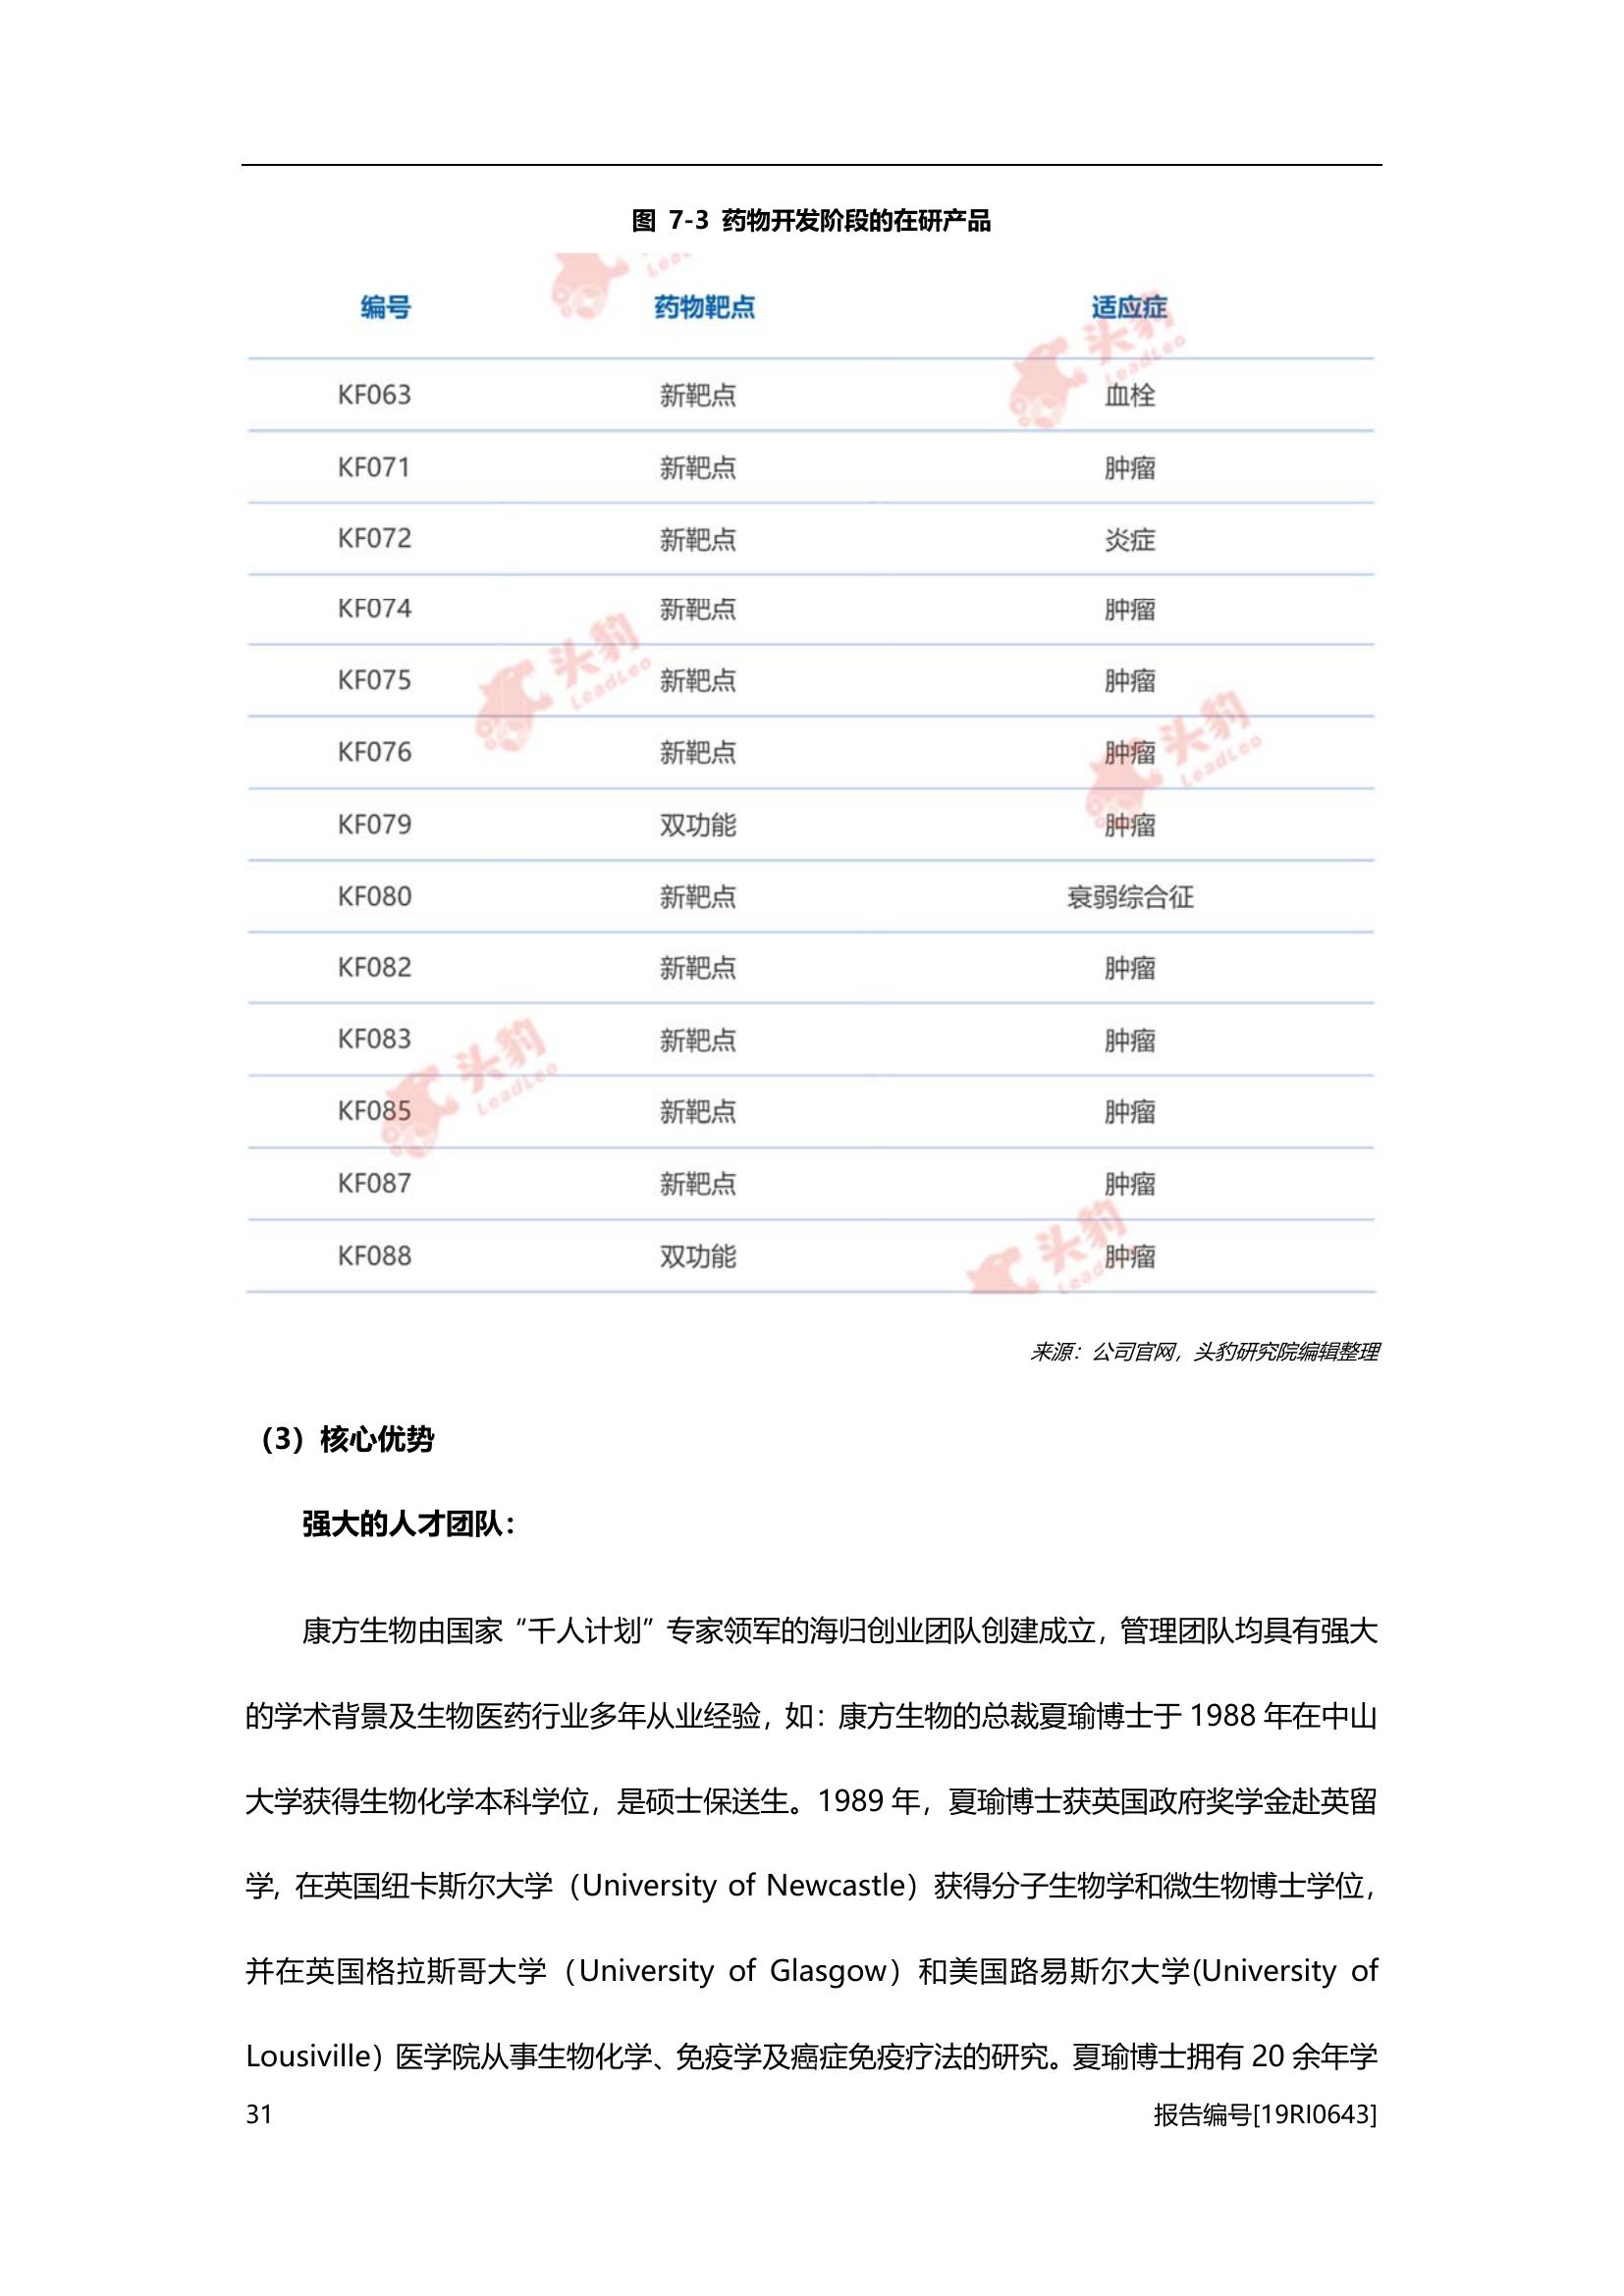 图 7-3 药物开发阶段的在研产品
编号 药物靶点 适应症
KF063 新靶点 血栓
KF071 新靶点 肿瘤
KF072 新靶点 炎症
KF074 新靶点 肿瘤
KF075 新靶点 肿瘤
KF076 新靶点 肿瘤
KF079 双功能 肿瘤
KF080 新靶点 衰弱综合征
KF082 新靶点 肿瘤
KF083 新靶点 肿瘤
KF085 新靶点 肿瘤
KF087 新靶点 肿瘤
KF088 双功能 肿瘤
头豹 LeadLeo
来源：公司官网，头豹研究院编辑整理
（3）核心优势
强大的人才团队：
康方生物由国家“千人计划”专家领军的海归创业团队创建成立，管理团队均具有强大
的学术背景及生物医药行业多年从业经验，如：康方生物的总裁夏瑜博士于 1988 年在中山
大学获得生物化学本科学位，是硕士保送生。1989 年，夏瑜博士获英国政府奖学金赴英留
学，在英国纽卡斯尔大学（University of Newcastle）获得分子生物学和微生物博士学位，
并在英国格拉斯哥大学（University of Glasgow）和美国路易斯尔大学(University of
Lousiville）医学院从事生物化学、免疫学及癌症免疫疗法的研究。夏瑜博士拥有 20 余年学
31 报告编号[19RI0643]